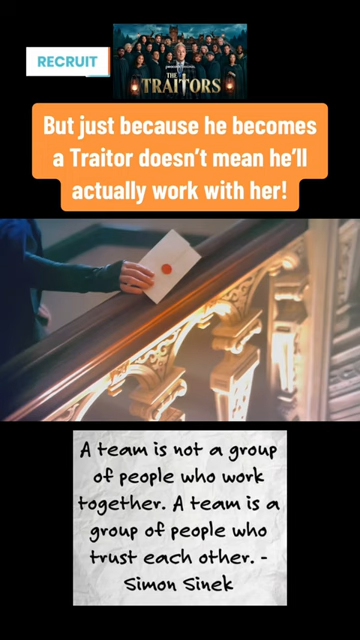 RECRUIT
THE
TRAITORS
But just because he becomes
a Traitor doesn't mean he'll
actually work with her!
A team is not a group
of people who work
together. A team is a
group of people who
trust each other. -
Simon Sinek